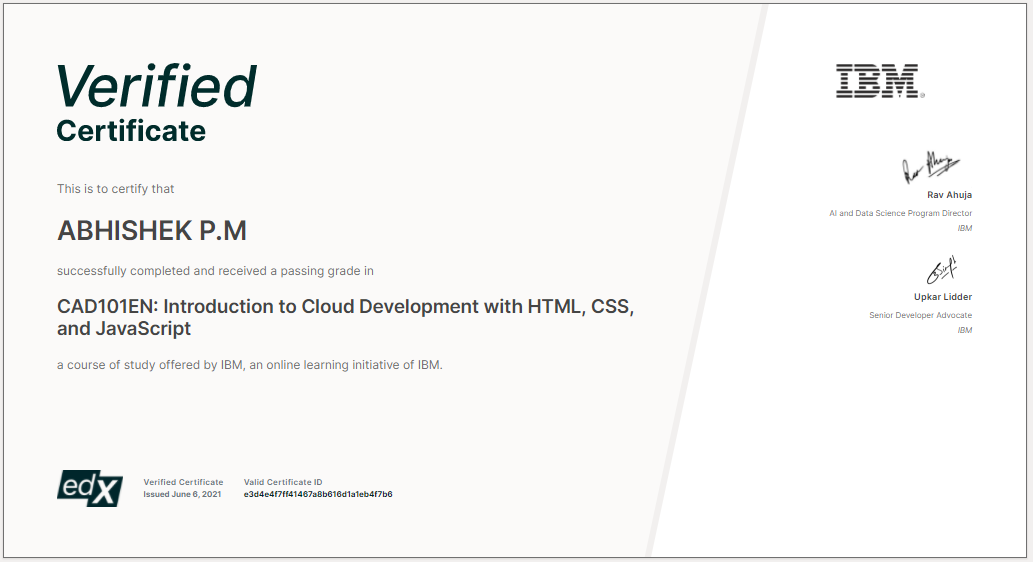 Verified
Certificate
This is to certify that
ABHISHEK P.M
successfully completed and received a passing grade in
CAD101EN: Introduction to Cloud Development with HTML, CSS,
and JavaScript
a course of study offered by IBM, an online learning initiative of IBM.
edX
Verified Certificate
Issued June 6, 2021
Valid Certificate ID
e3d4e4f7ff41467a8b616d1a1eb4f7b6
IBM®
Rav Ahuja
Rav Ahuja
AI and Data Science Program Director
IBM
Upkar Lidder
Senior Developer Advocate
IBM